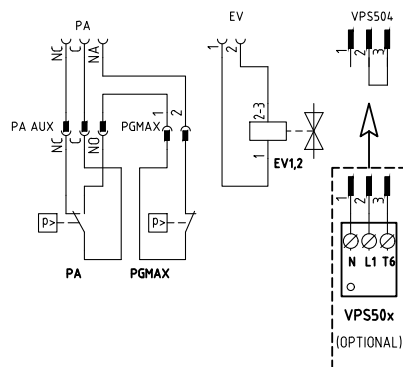 PA EV VPS504
NC C NA 1 2 1 2 3
PA AUX PGMAX 1 2
NC C NO
2-3
EV1,2
1
1 2 3
p> p>
N L1 T6
PA PGMAX
VPS50x
(OPTIONAL)